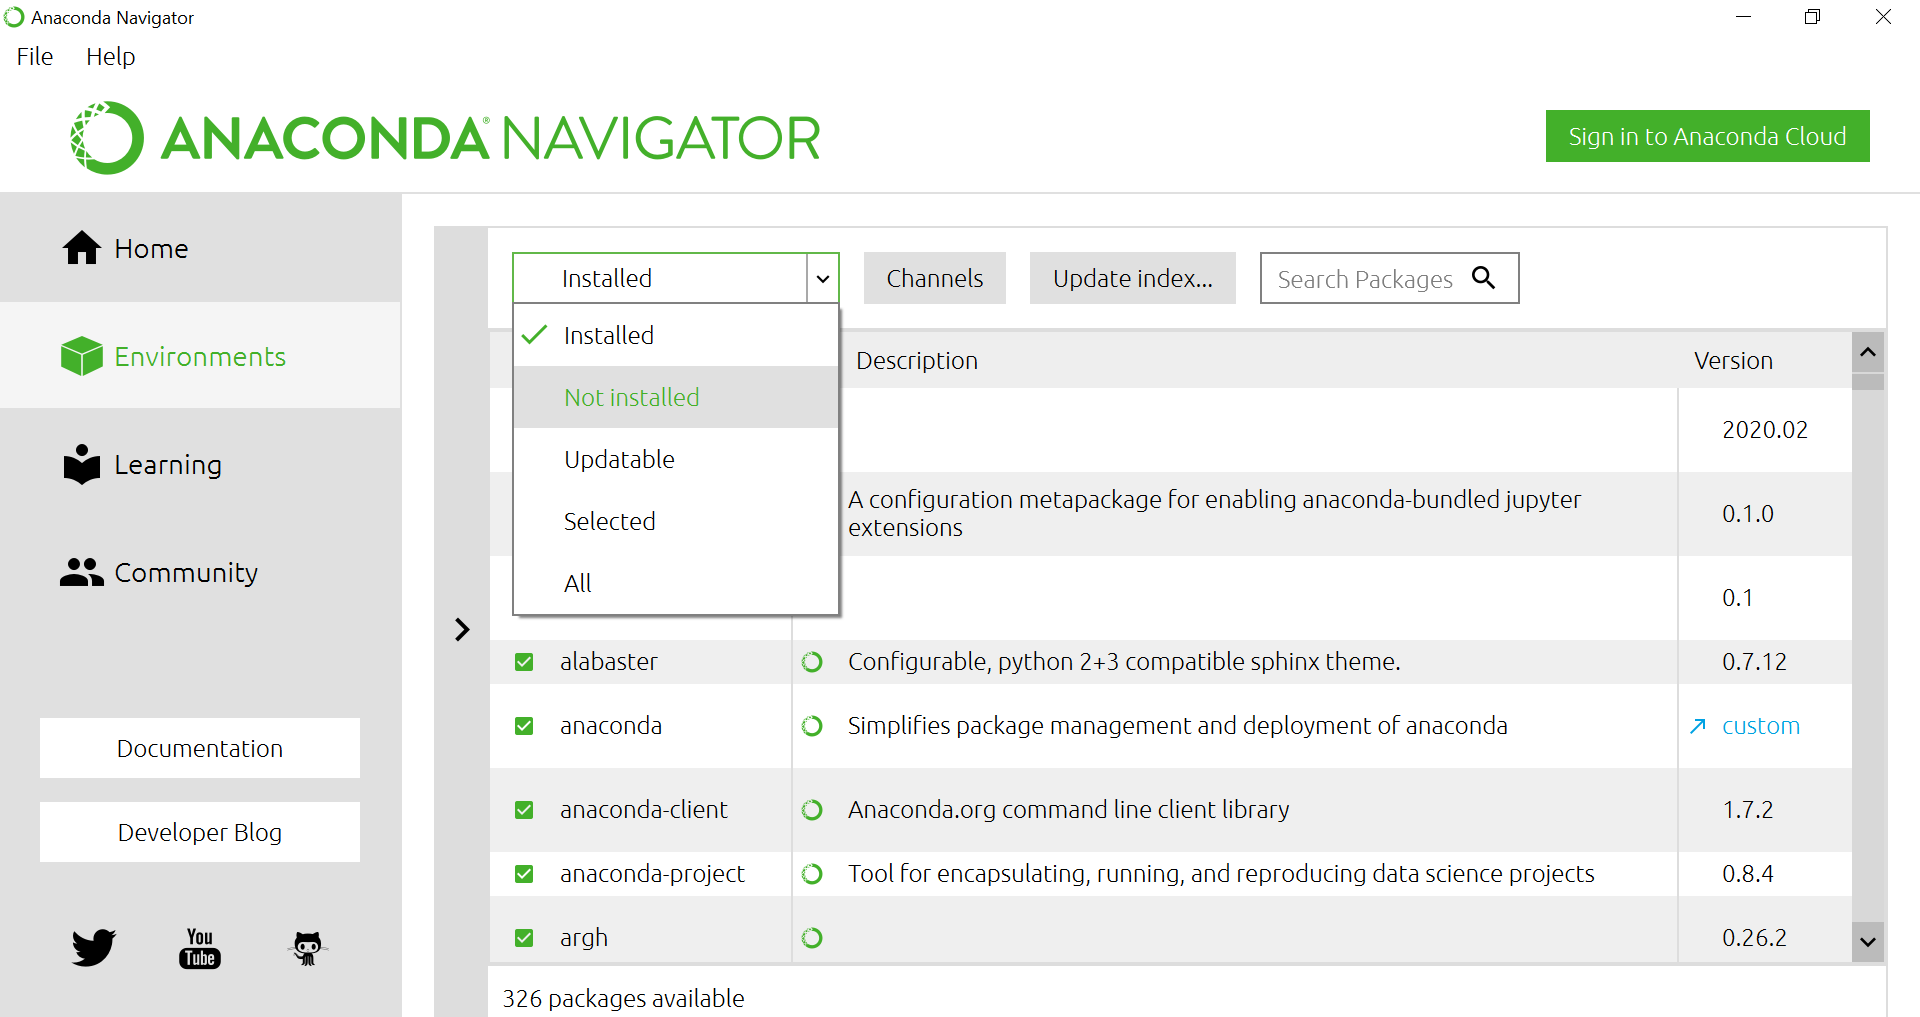 Anaconda Navigator
File Help
ANACONDA® NAVIGATOR
Sign in to Anaconda Cloud
Home
Environments
Learning
Community
Documentation
Developer Blog
You
Tube
Installed
Channels
Update index...
Search Packages
Installed
Not installed
Updatable
Selected
All
Description Version
2020.02
A configuration metapackage for enabling anaconda-bundled jupyter
extensions
0.1.0
0.1
alabaster Configurable, python 2+3 compatible sphinx theme. 0.7.12
anaconda Simplifies package management and deployment of anaconda custom
anaconda-client Anaconda.org command line client library 1.7.2
anaconda-project Tool for encapsulating, running, and reproducing data science projects 0.8.4
argh 0.26.2
326 packages available